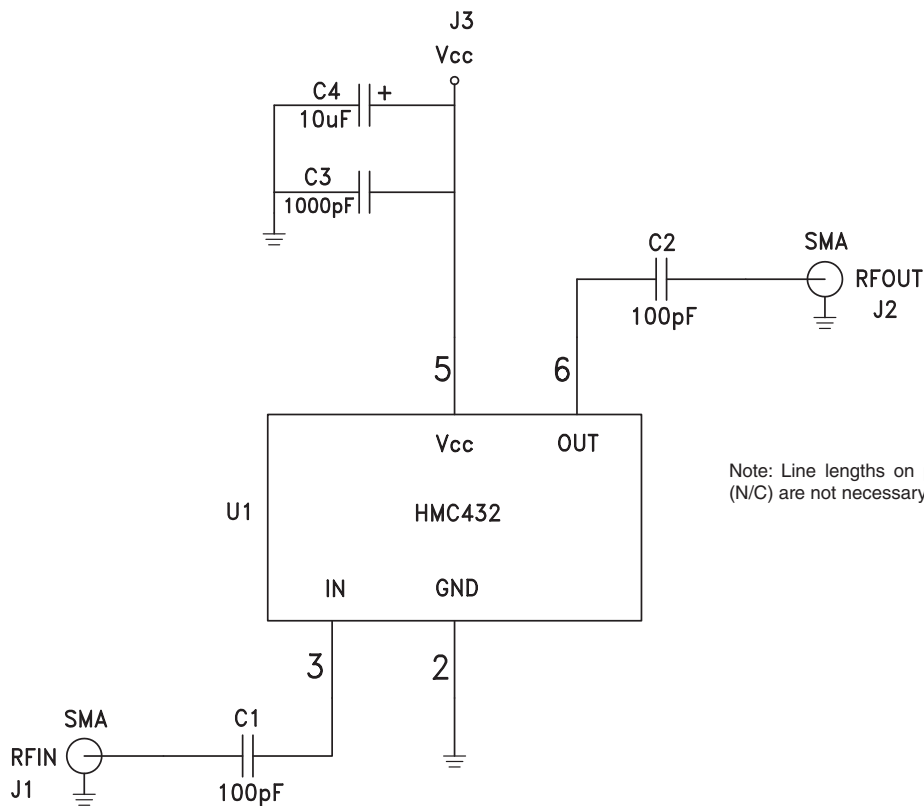 J3
Vcc
C4
+
10uF
C3
1000pF
C2
100pF
SMA
RFOUT
J2
5
6
Vcc
OUT
U1
HMC432
IN
GND
3
2
Note: Line lengths on
(N/C) are not necessary
SMA
RFIN
J1
C1
100pF